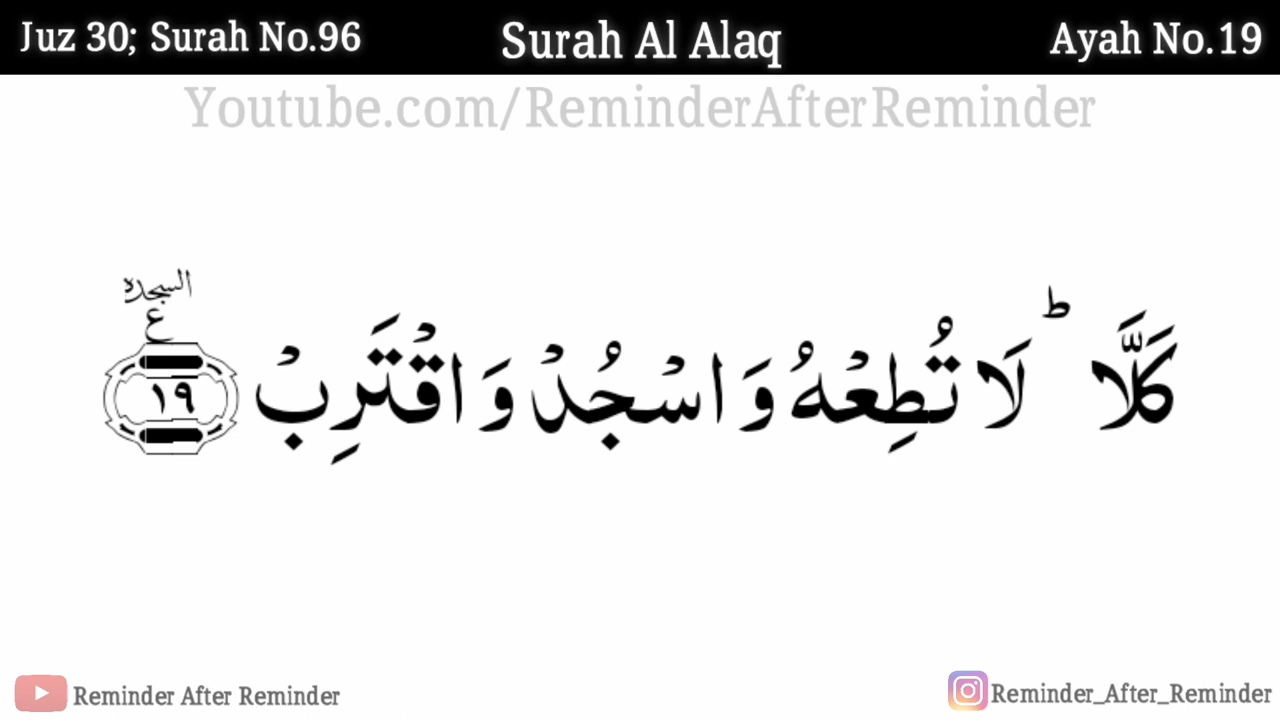 Juz 30; Surah No.96 Surah Al Alaq Ayah No.19
Youtube.com/ReminderAfterReminder
السجدة
ع
كَلَّا ؕ لَا تُطِعْهُ وَاسْجُدْ وَاقْتَرِبْ ١٩
Reminder After Reminder Reminder_After_Reminder